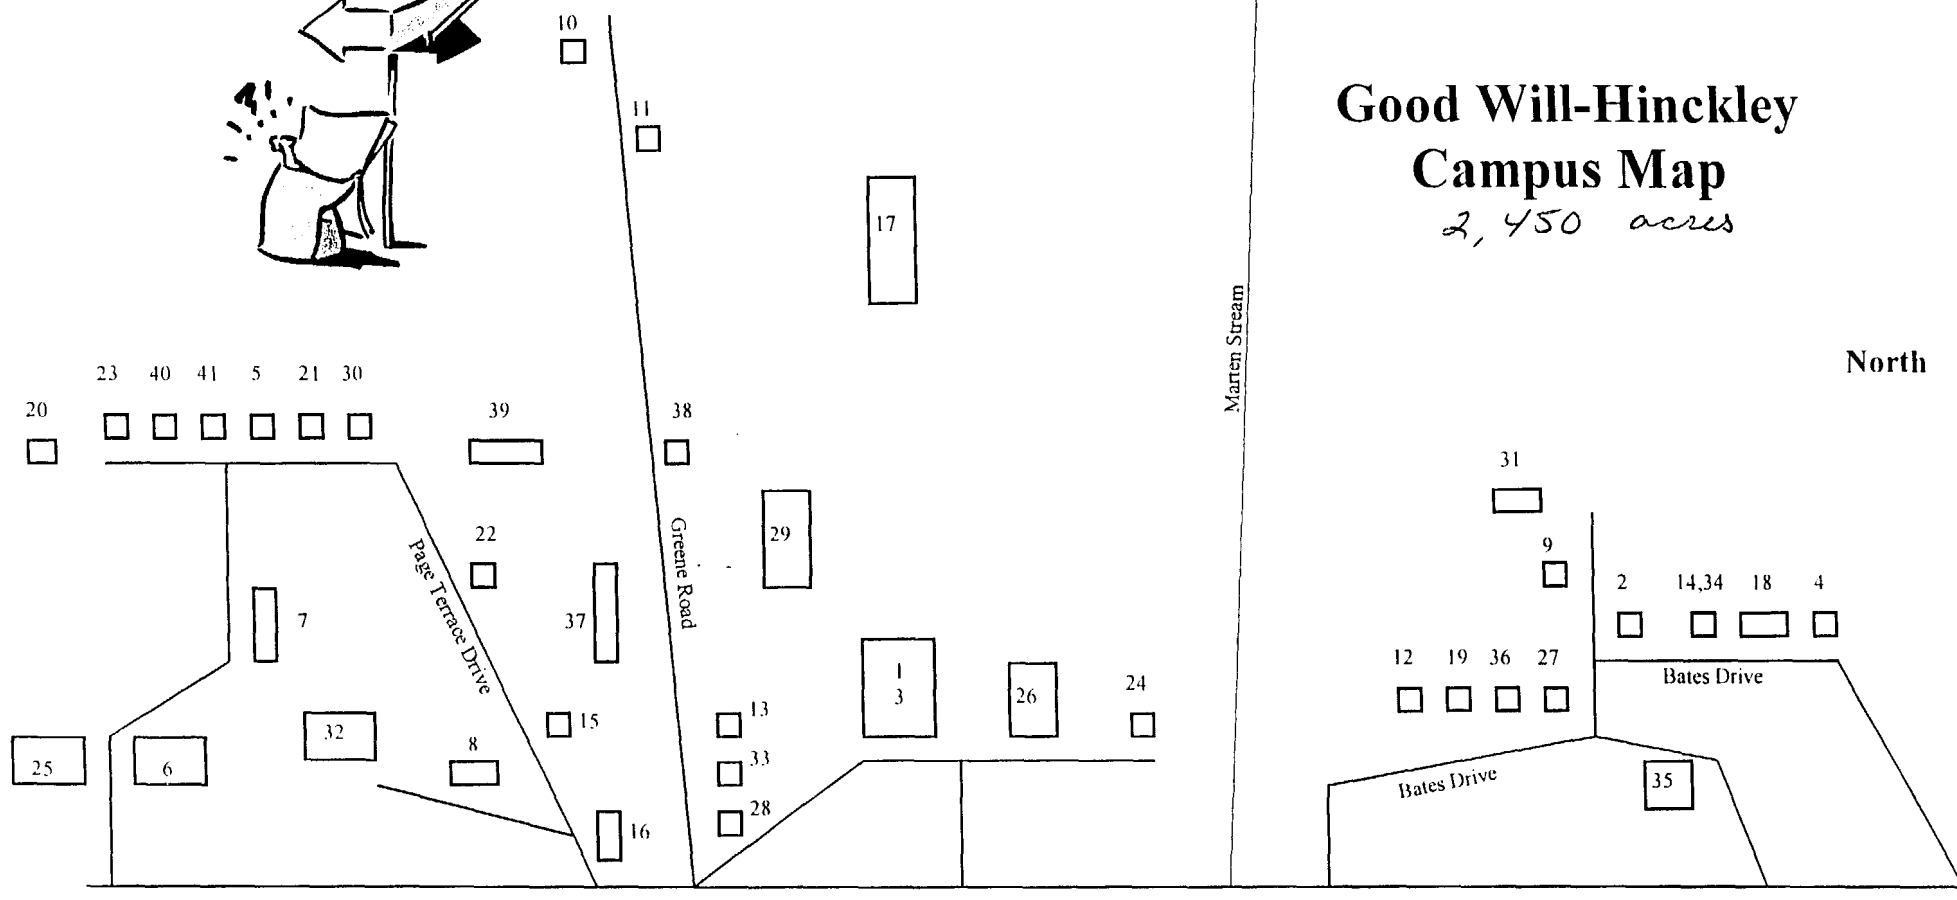 10
Good Will-Hinckley
Campus Map
2,450 acres
11
17
Marten Stream
North
23 40 41 5 21 30
20
39
38
31
22
29
Greene Road
Page Terrace Drive
9
2 14,34 18 4
7
37
12 19 36 27
Bates Drive
1
3
26
24
13
15
32
8
33
25
6
Bates Drive
35
28
16